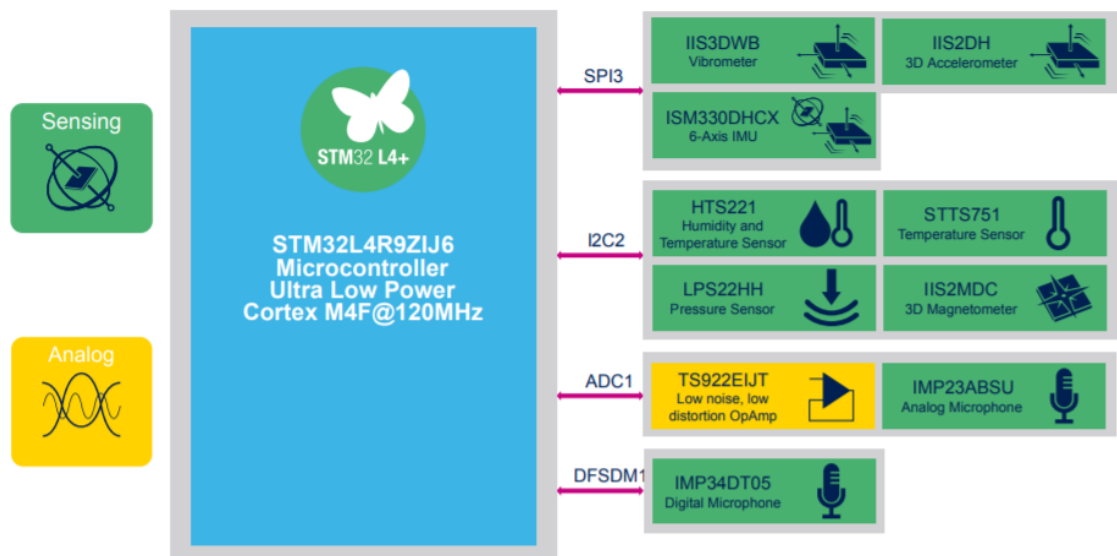 Sensing
Analog
STM32 L4+
STM32L4R9ZIJ6
Microcontroller
Ultra Low Power
Cortex M4F@120MHz
SPI3
IIS3DWB
Vibrometer
IIS2DH
3D Accelerometer
ISM330DHCX
6-Axis IMU
I2C2
HTS221
Humidity and
Temperature Sensor
STTS751
Temperature Sensor
LPS22HH
Pressure Sensor
IIS2MDC
3D Magnetometer
ADC1
TS922EIJT
Low noise, low
distortion OpAmp
IMP23ABSU
Analog Microphone
DFSDM1
IMP34DT05
Digital Microphone